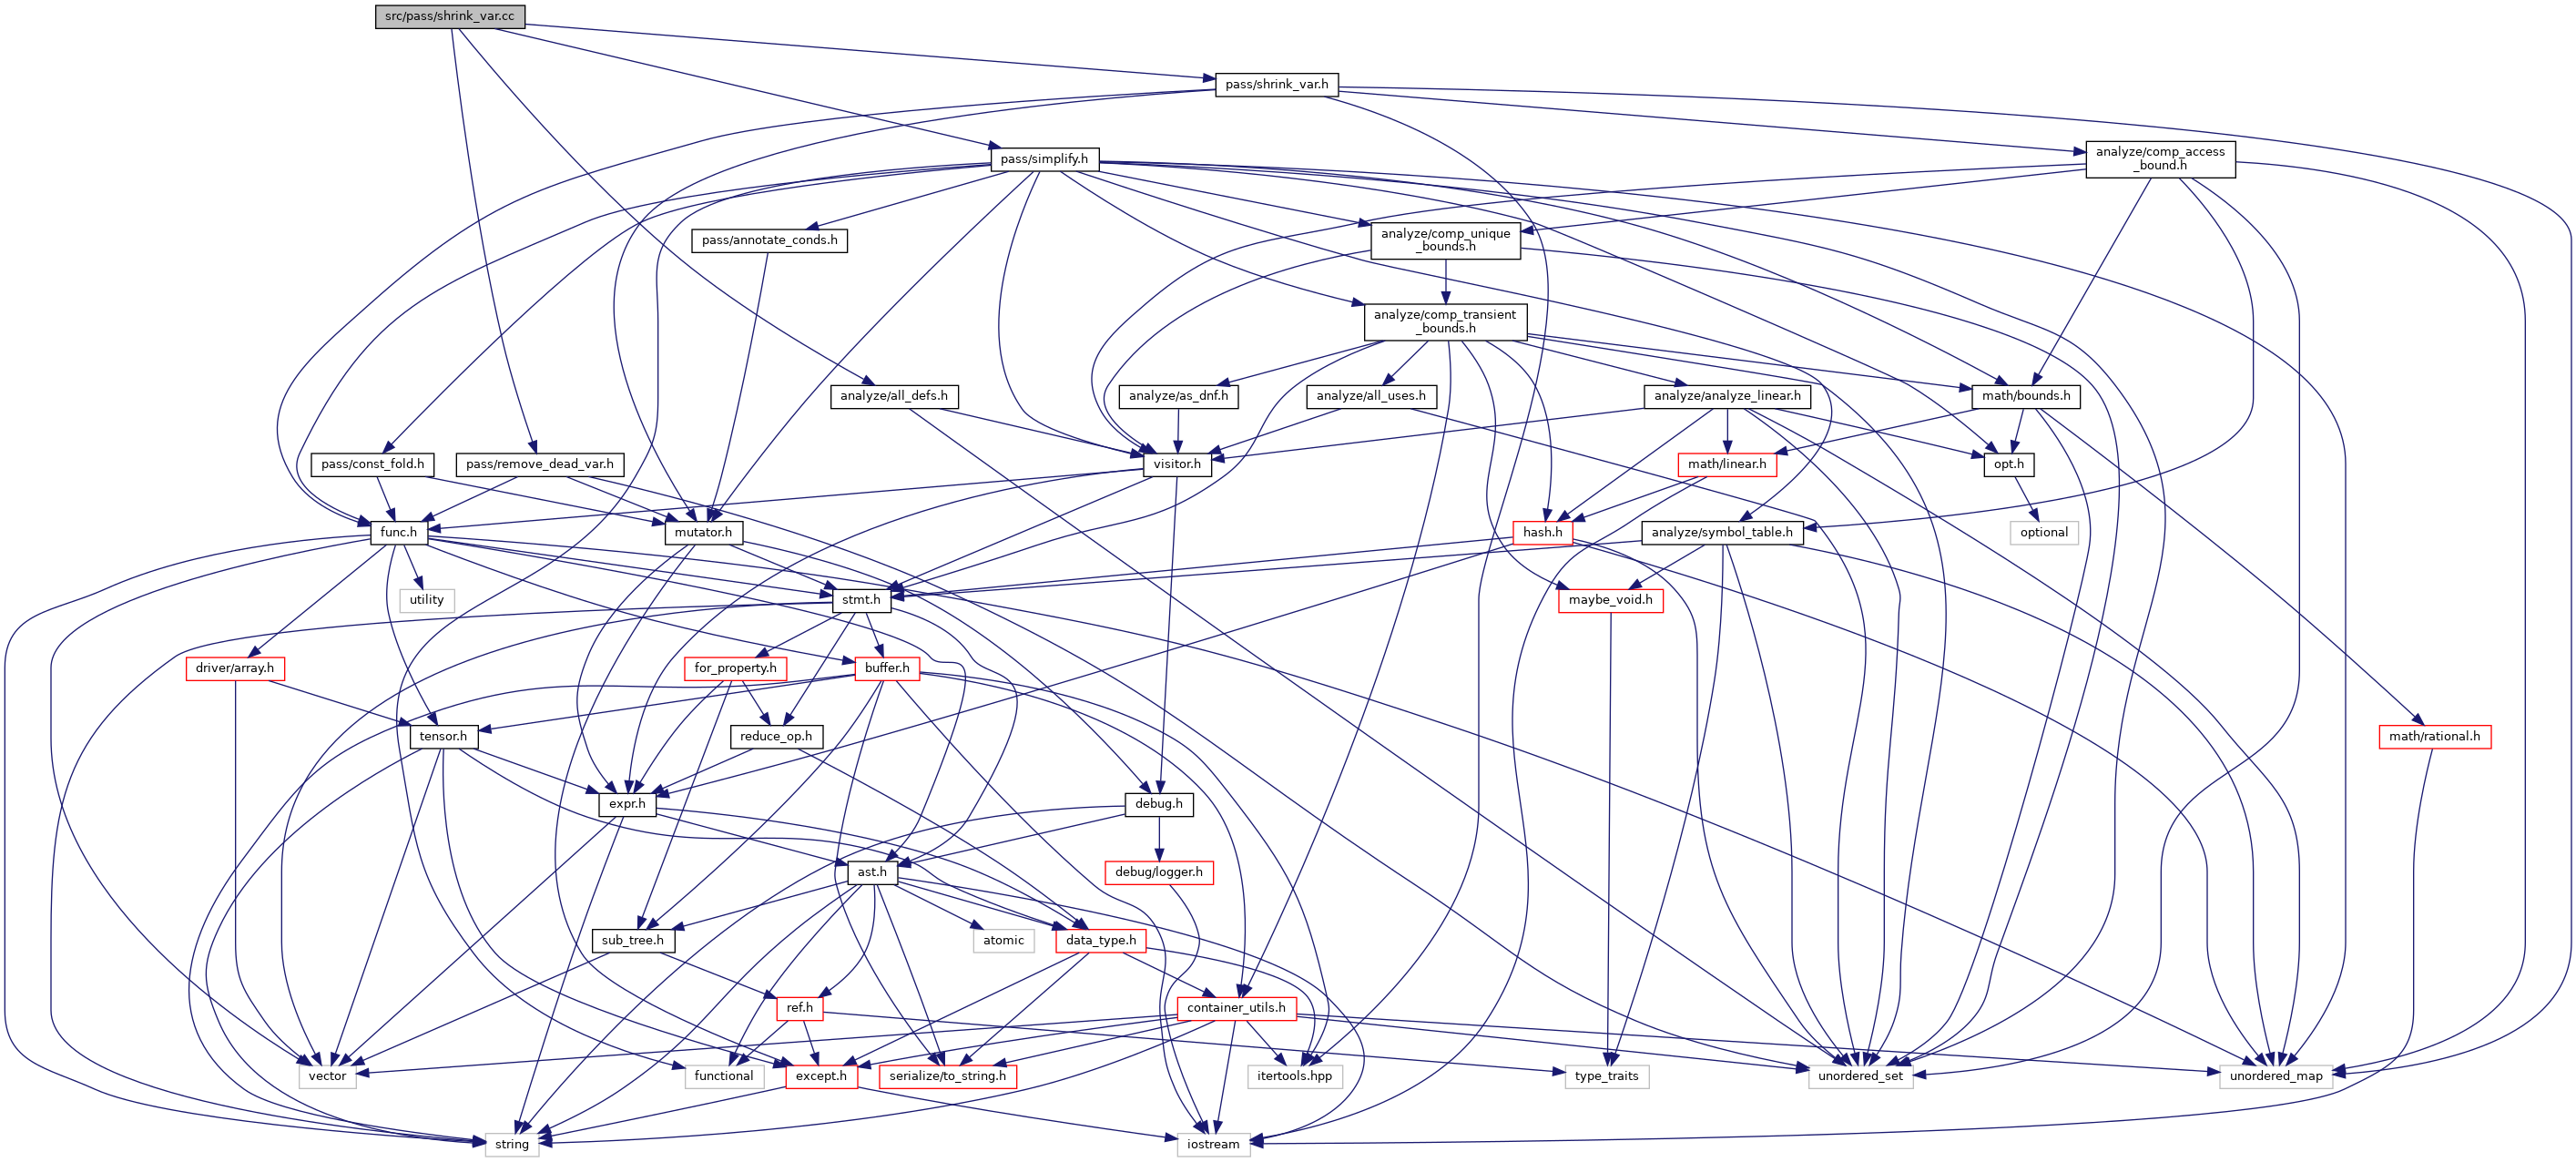 src/pass/shrink_var.cc
pass/shrink_var.h
pass/simplify.h
analyze/comp_access
_bound.h
pass/annotate_conds.h
analyze/comp_unique
_bounds.h
analyze/comp_transient
_bounds.h
analyze/all_defs.h
analyze/as_dnf.h
analyze/all_uses.h
analyze/analyze_linear.h
math/bounds.h
pass/const_fold.h
pass/remove_dead_var.h
visitor.h
math/linear.h
opt.h
func.h
mutator.h
hash.h
analyze/symbol_table.h
optional
utility
stmt.h
maybe_void.h
driver/array.h
for_property.h
buffer.h
tensor.h
reduce_op.h
math/rational.h
expr.h
debug.h
ast.h
debug/logger.h
sub_tree.h
atomic
data_type.h
ref.h
container_utils.h
vector
functional
except.h
serialize/to_string.h
itertools.hpp
type_traits
unordered_set
unordered_map
string
iostream